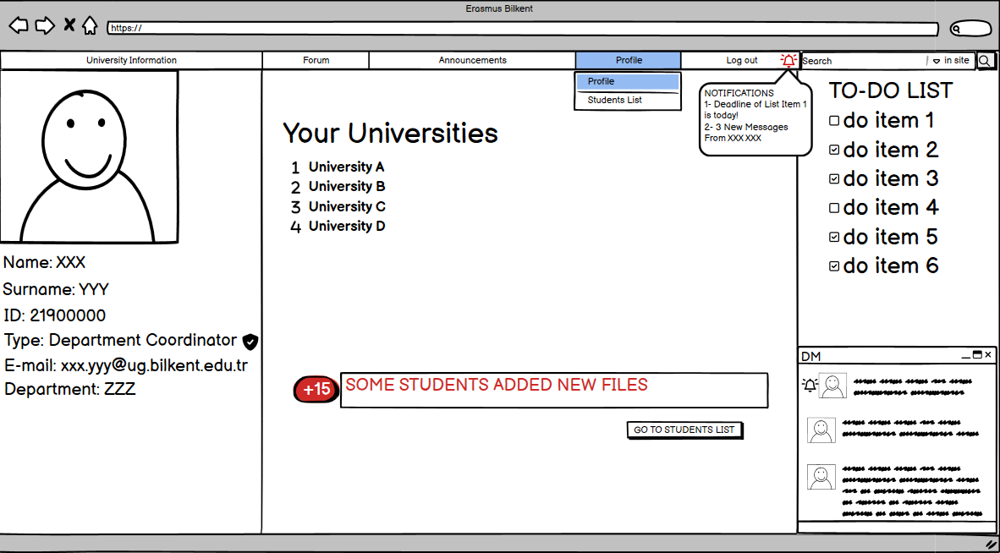 Erasmus Bilkent
https://
University Information
Forum
Announcements
Profile
Log out
Search
in site
Profile
Students List
NOTIFICATIONS
1- Deadline of List Item 1
is today!
2- 3 New Messages
From XXX XXX
TO-DO LIST
do item 1
do item 2
do item 3
do item 4
do item 5
do item 6
Your Universities
1 University A
2 University B
3 University C
4 University D
Name: XXX
Surname: YYY
ID: 21900000
Type: Department Coordinator
E-mail: xxx.yyy@ug.bilkent.edu.tr
Department: ZZZ
+15
SOME STUDENTS ADDED NEW FILES
GO TO STUDENTS LIST
DM